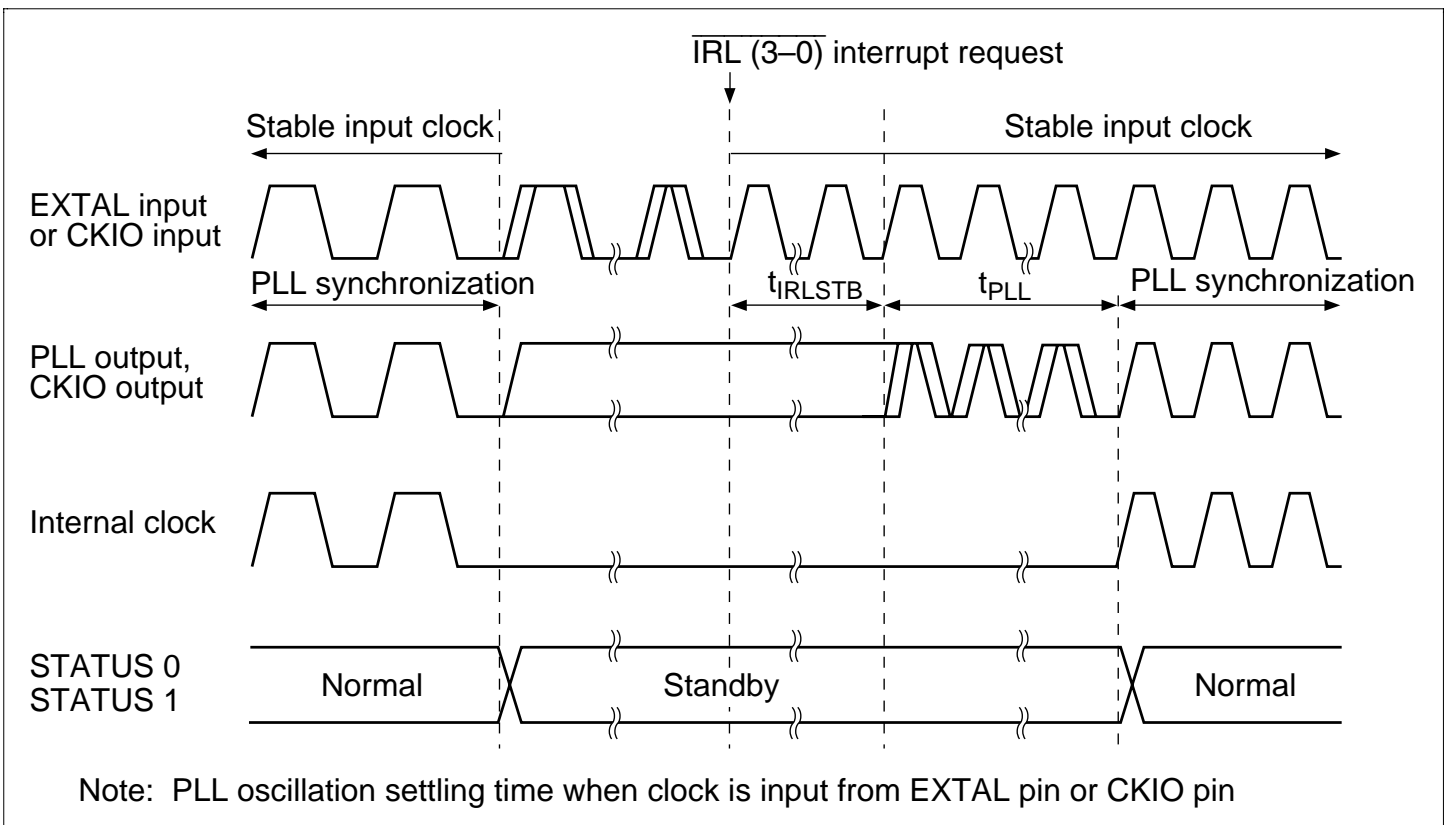 IRL (3–0) interrupt request
Stable input clock
Stable input clock
EXTAL input
or CKIO input
PLL synchronization
tIRLSTB
tPLL
PLL synchronization
PLL output,
CKIO output
Internal clock
STATUS 0
STATUS 1
Normal
Standby
Normal
Note: PLL oscillation settling time when clock is input from EXTAL pin or CKIO pin